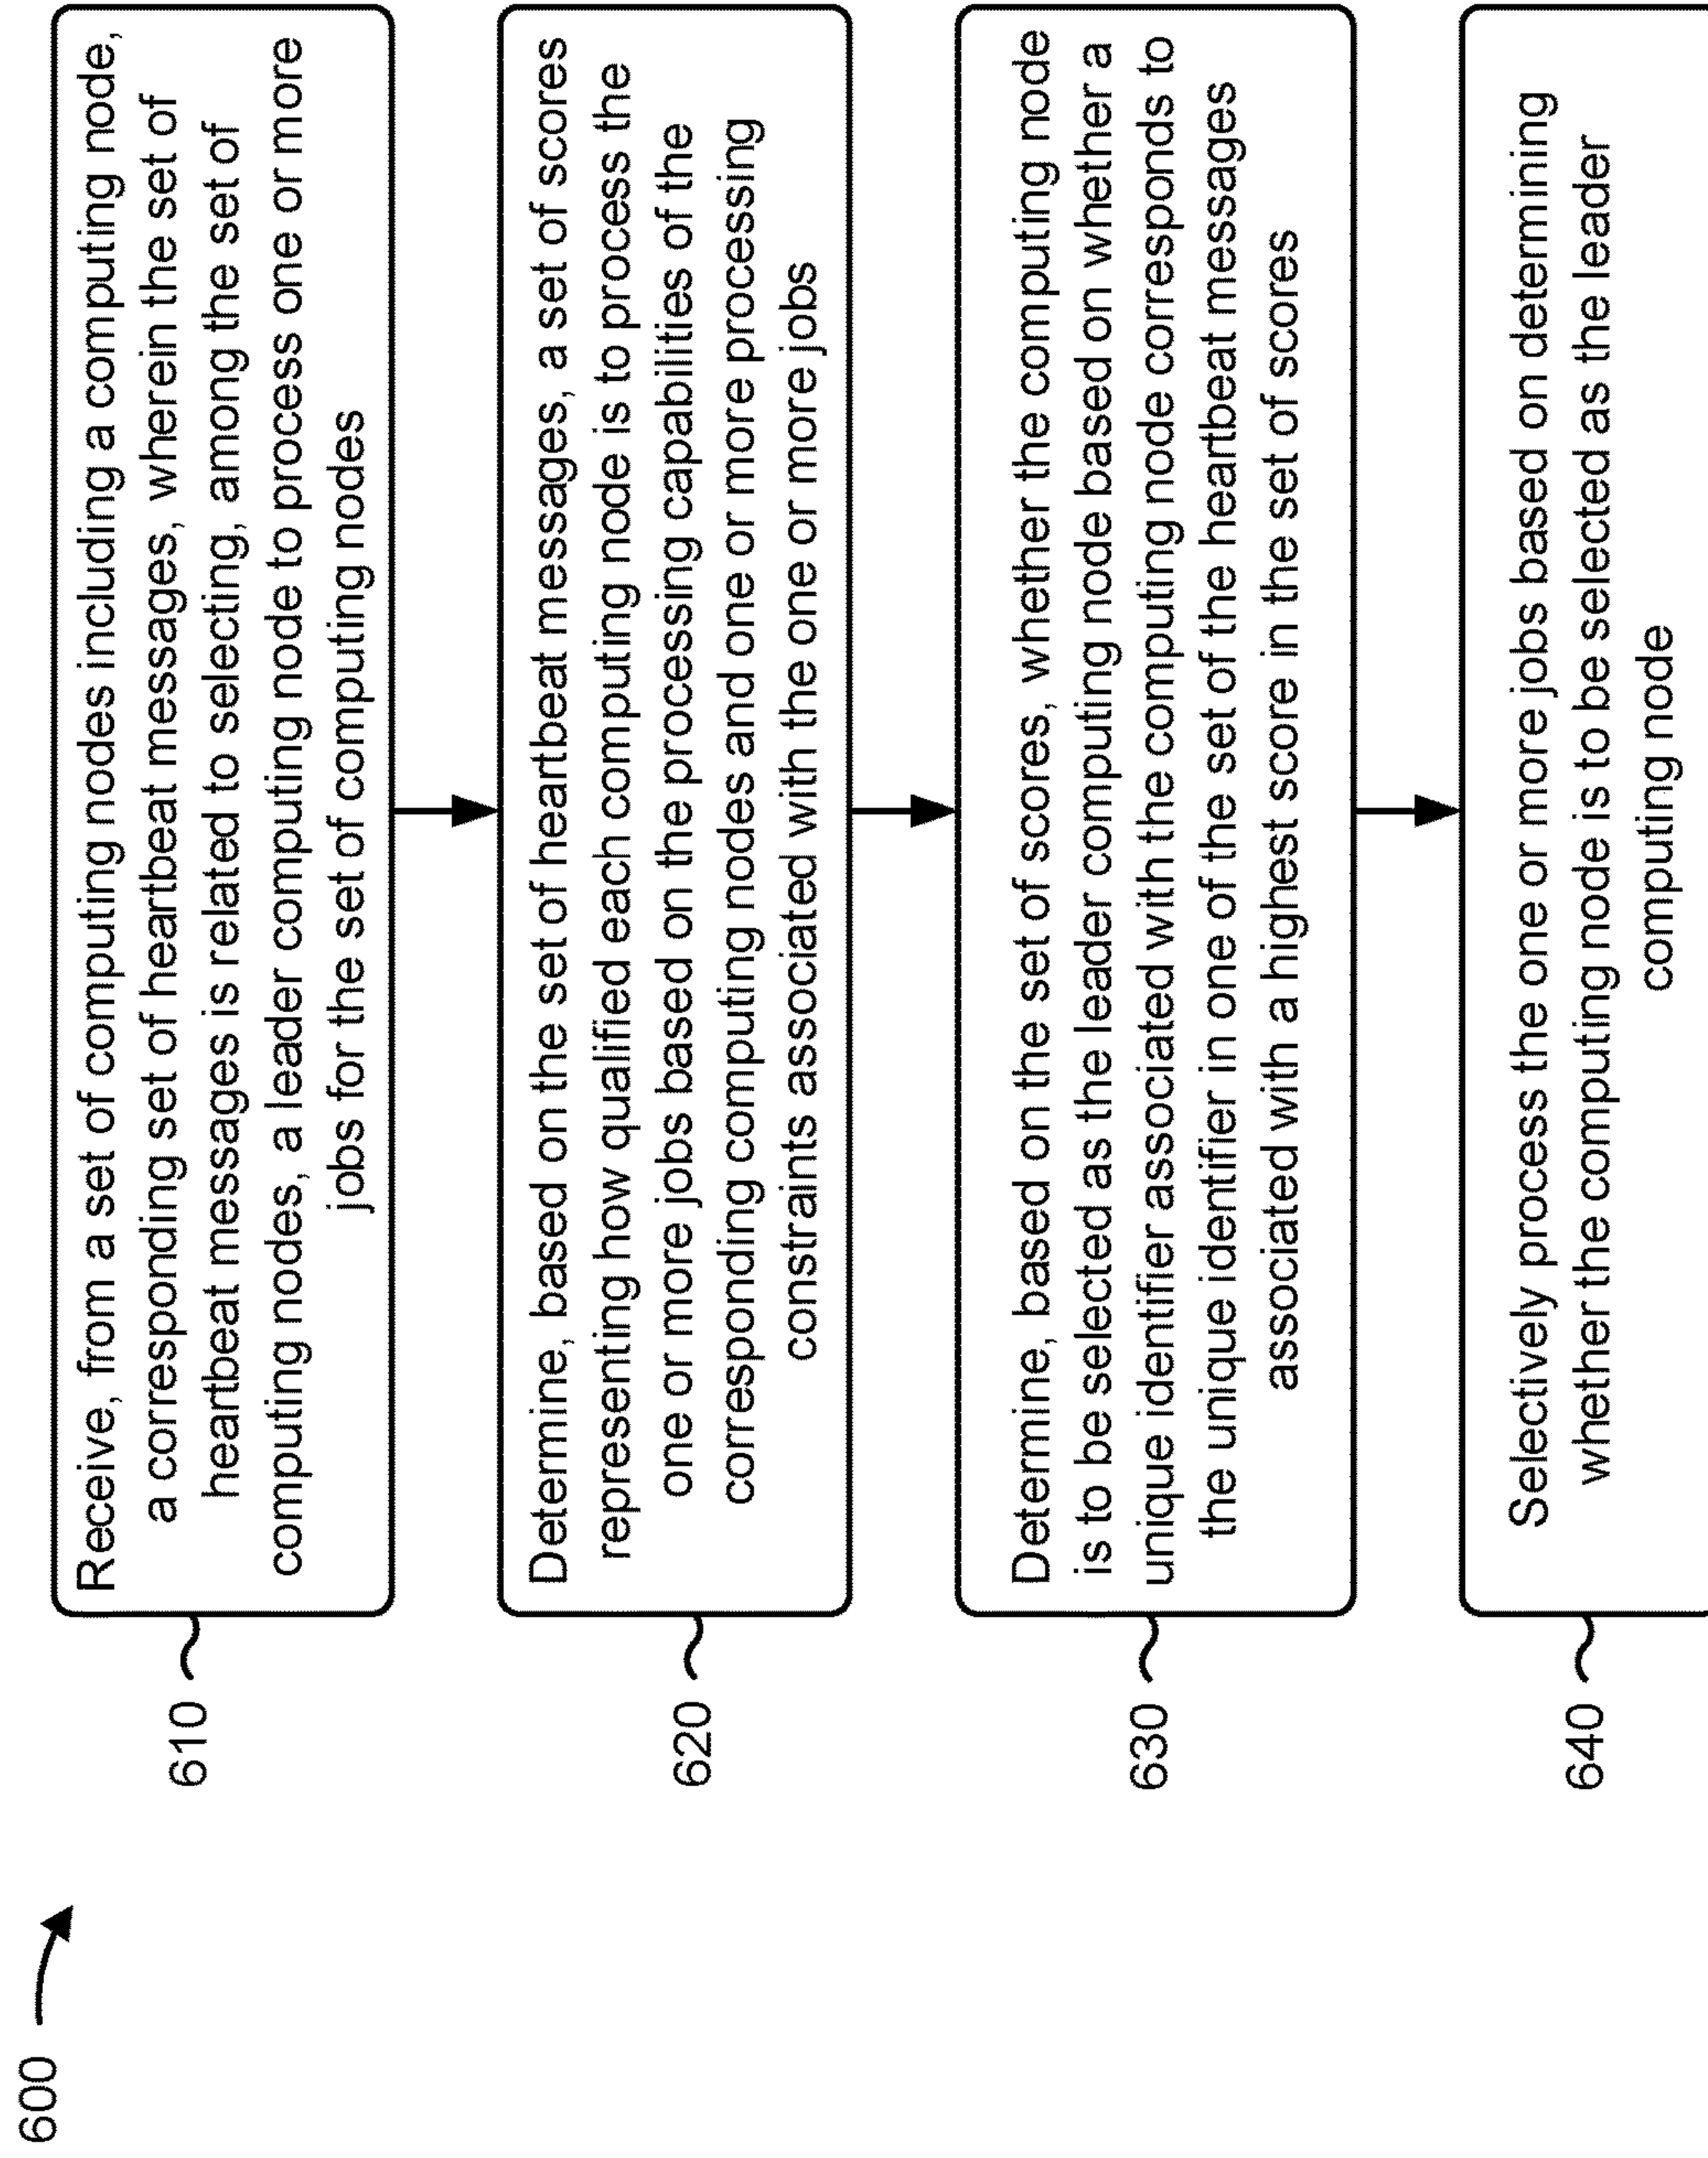 600
610
Receive, from a set of computing nodes including a computing node,
a corresponding set of heartbeat messages, wherein the set of
heartbeat messages is related to selecting, among the set of
computing nodes, a leader computing node to process one or more
jobs for the set of computing nodes
620
Determine, based on the set of heartbeat messages, a set of scores
representing how qualified each computing node is to process the
one or more jobs based on the processing capabilities of the
corresponding computing nodes and one or more processing
constraints associated with the one or more jobs
630
Determine, based on the set of scores, whether the computing node
is to be selected as the leader computing node based on whether a
unique identifier associated with the computing node corresponds to
the unique identifier in one of the set of the heartbeat messages
associated with a highest score in the set of scores
640
Selectively process the one or more jobs based on determining
whether the computing node is to be selected as the leader
computing node